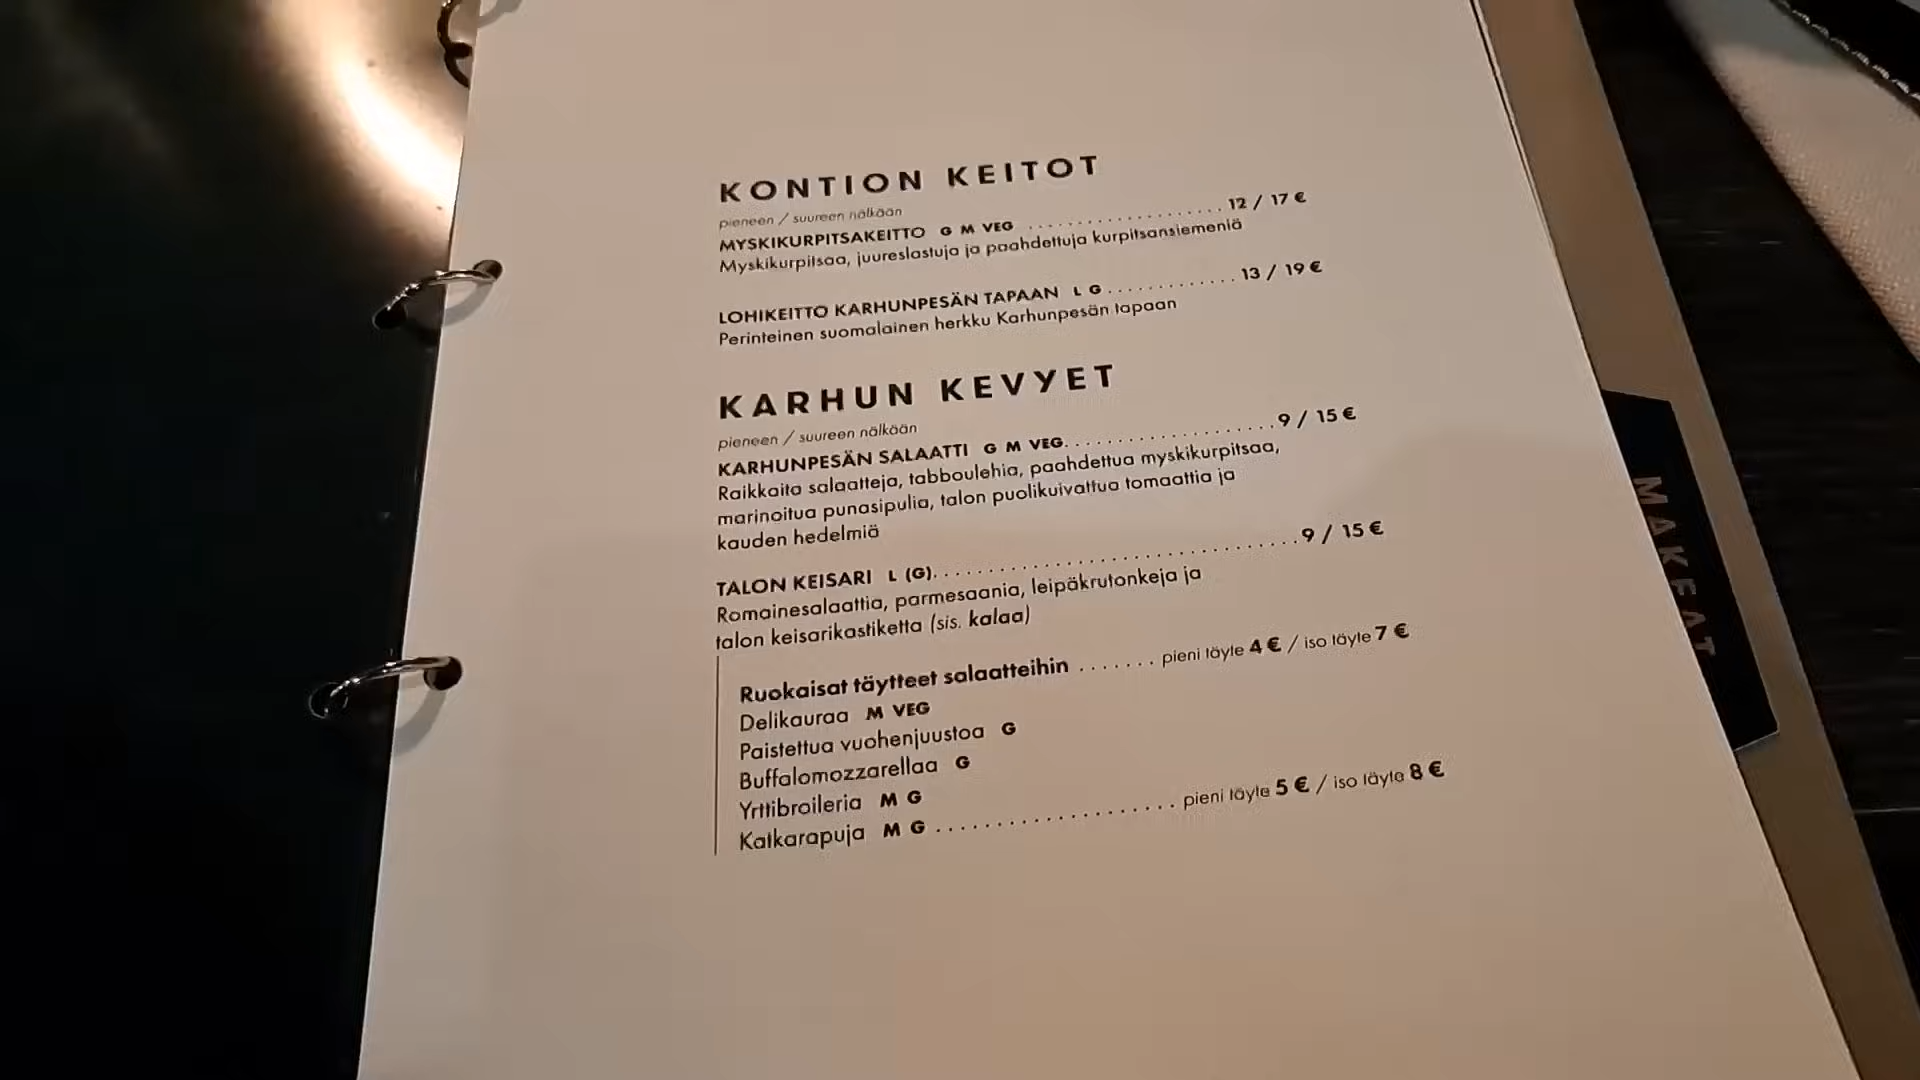 KONTION KEITOT
pieneen / suureen nälkään
MYSKIKURPITSAKEITTO G M VEG .................... 12 / 17 €
Myskikurpitsaa, juureslastuja ja paahdettuja kurpitsansiemeniä
LOHIKEITTO KARHUNPESÄN TAPAAN L G ............. 13 / 19 €
Perinteinen suomalainen herkku Karhunpesän tapaan
KARHUN KEVYET
pieneen / suureen nälkään
KARHUNPESÄN SALAATTI G M VEG .................... 9 / 15 €
Raikkaita salaatteja, tabboulehia, paahdettua myskikurpitsaa,
marinoitua punasipulia, talon puolikuivattua tomaattia ja
kauden hedelmiä
TALON KEISARI L (G) .................................. 9 / 15 €
Romainesalaattia, parmesaania, leipäkrutonkeja ja
talon keisarikastiketta (sis. kalaa)
Ruokaisat täytteet salaatteihin ....... pieni täyte 4 € / iso täyte 7 €
Delikauraa M VEG
Paistettua vuohenjuustoa G
Buffalomozzarellaa G
Yrttibroileria M G
Katkarapuja M G .................... pieni täyte 5 € / iso täyte 8 €
MAKEAT